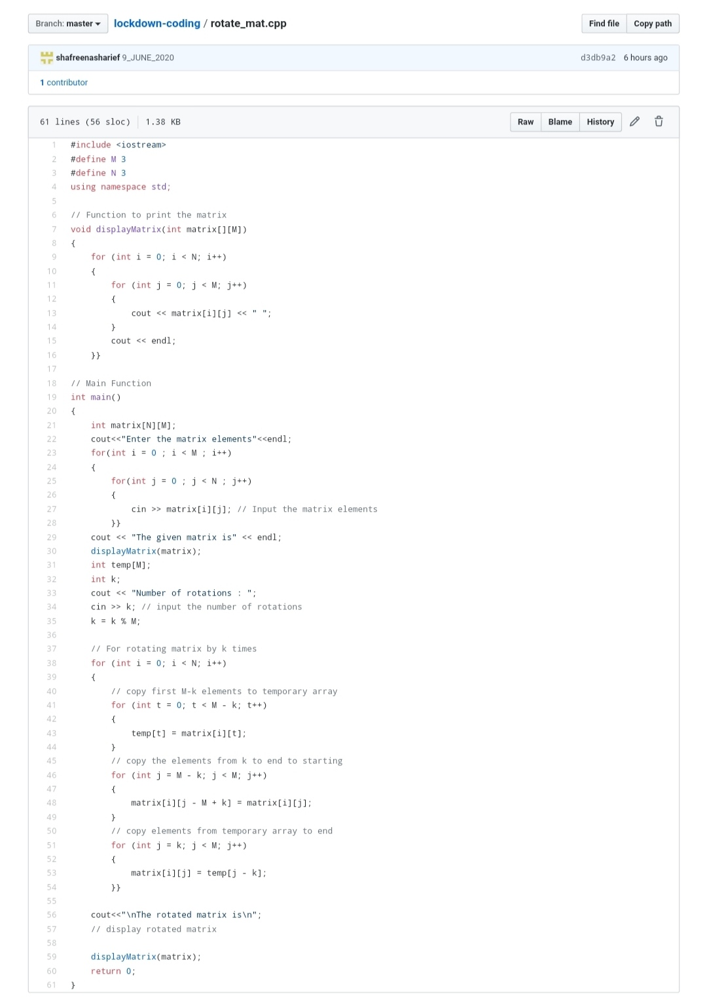 Branch: master
lockdown-coding / rotate_mat.cpp
Find file Copy path
shafreenasharief 9_JUNE_2020
d3db9a2 6 hours ago
1 contributor
61 lines (56 sloc) 1.38 KB
Raw Blame History
1 #include <iostream>
2 #define M 3
3 #define N 3
4 using namespace std;
5
6 // Function to print the matrix
7 void displayMatrix(int matrix[][M])
8 {
9     for (int i = 0; i < N; i++)
10     {
11         for (int j = 0; j < M; j++)
12         {
13             cout << matrix[i][j] << " ";
14         }
15         cout << endl;
16     }}
17
18 // Main Function
19 int main()
20 {
21     int matrix[N][M];
22     cout<<"Enter the matrix elements"<<endl;
23     for(int i = 0 ; i < M ; i++)
24     {
25         for(int j = 0 ; j < N ; j++)
26         {
27             cin >> matrix[i][j]; // Input the matrix elements
28         }}
29     cout << "The given matrix is" << endl;
30     displayMatrix(matrix);
31     int temp[M];
32     int k;
33     cout << "Number of rotations : ";
34     cin >> k; // input the number of rotations
35     k = k % M;
36
37     // For rotating matrix by k times
38     for (int i = 0; i < N; i++)
39     {
40         // copy first M-k elements to temporary array
41         for (int t = 0; t < M - k; t++)
42         {
43             temp[t] = matrix[i][t];
44         }
45         // copy the elements from k to end to starting
46         for (int j = M - k; j < M; j++)
47         {
48             matrix[i][j - M + k] = matrix[i][j];
49         }
50         // copy elements from temporary array to end
51         for (int j = k; j < M; j++)
52         {
53             matrix[i][j] = temp[j - k];
54         }}
55
56     cout<<"\nThe rotated matrix is\n";
57     // display rotated matrix
58
59     displayMatrix(matrix);
60     return 0;
61 }